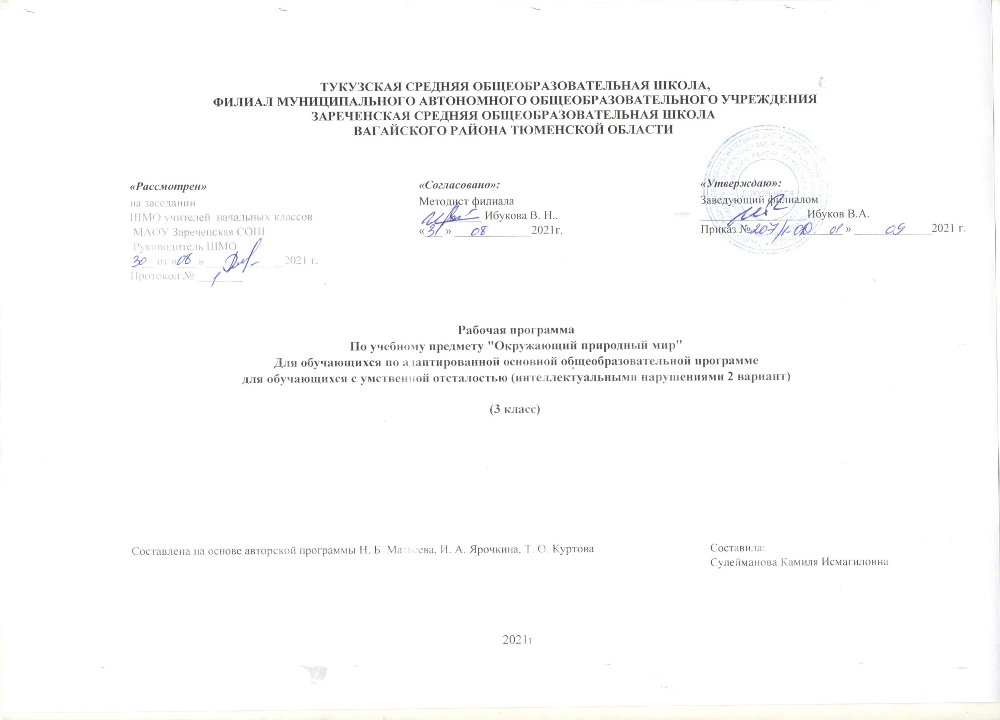 ТУКУЗСКАЯ СРЕДНЯЯ ОБЩЕОБРАЗОВАТЕЛЬНАЯ ШКОЛА,
ФИЛИАЛ МУНИЦИПАЛЬНОГО АВТОНОМНОГО ОБЩЕОБРАЗОВАТЕЛЬНОГО УЧРЕЖДЕНИЯ
ЗАРЕЧЕНСКАЯ СРЕДНЯЯ ОБЩЕОБРАЗОВАТЕЛЬНАЯ ШКОЛА
ВАГАЙСКОГО РАЙОНА ТЮМЕНСКОЙ ОБЛАСТИ
«Рассмотрен»
на заседании
ШМО учителей начальных классов
МАОУ Зареченская СОШ
Руководитель ШМО
30 от «08 » 2021 г.
Протокол № 1
«Согласовано»:
Методист филиала
Ибукова В. Н..
«31 » 08 2021г.
«Утверждаю»:
ДОКУМЕНТОВ
Заведующий филиалом
Ибуков В.А.
Приказ №207/1-ОД 01 » 09 2021 г.
Рабочая программа
По учебному предмету "Окружающий природный мир"
Для обучающихся по адаптированной основной общеобразовательной программе
для обучающихся с умственной отсталостью (интеллектуальными нарушениями 2 вариант)
(3 класс)
Составлена на основе авторской программы Н. Б. Матвеева, И. А. Ярочкина, Т. О. Куртова
Составила:
Сулейманова Камиля Исмагиловна
2021г